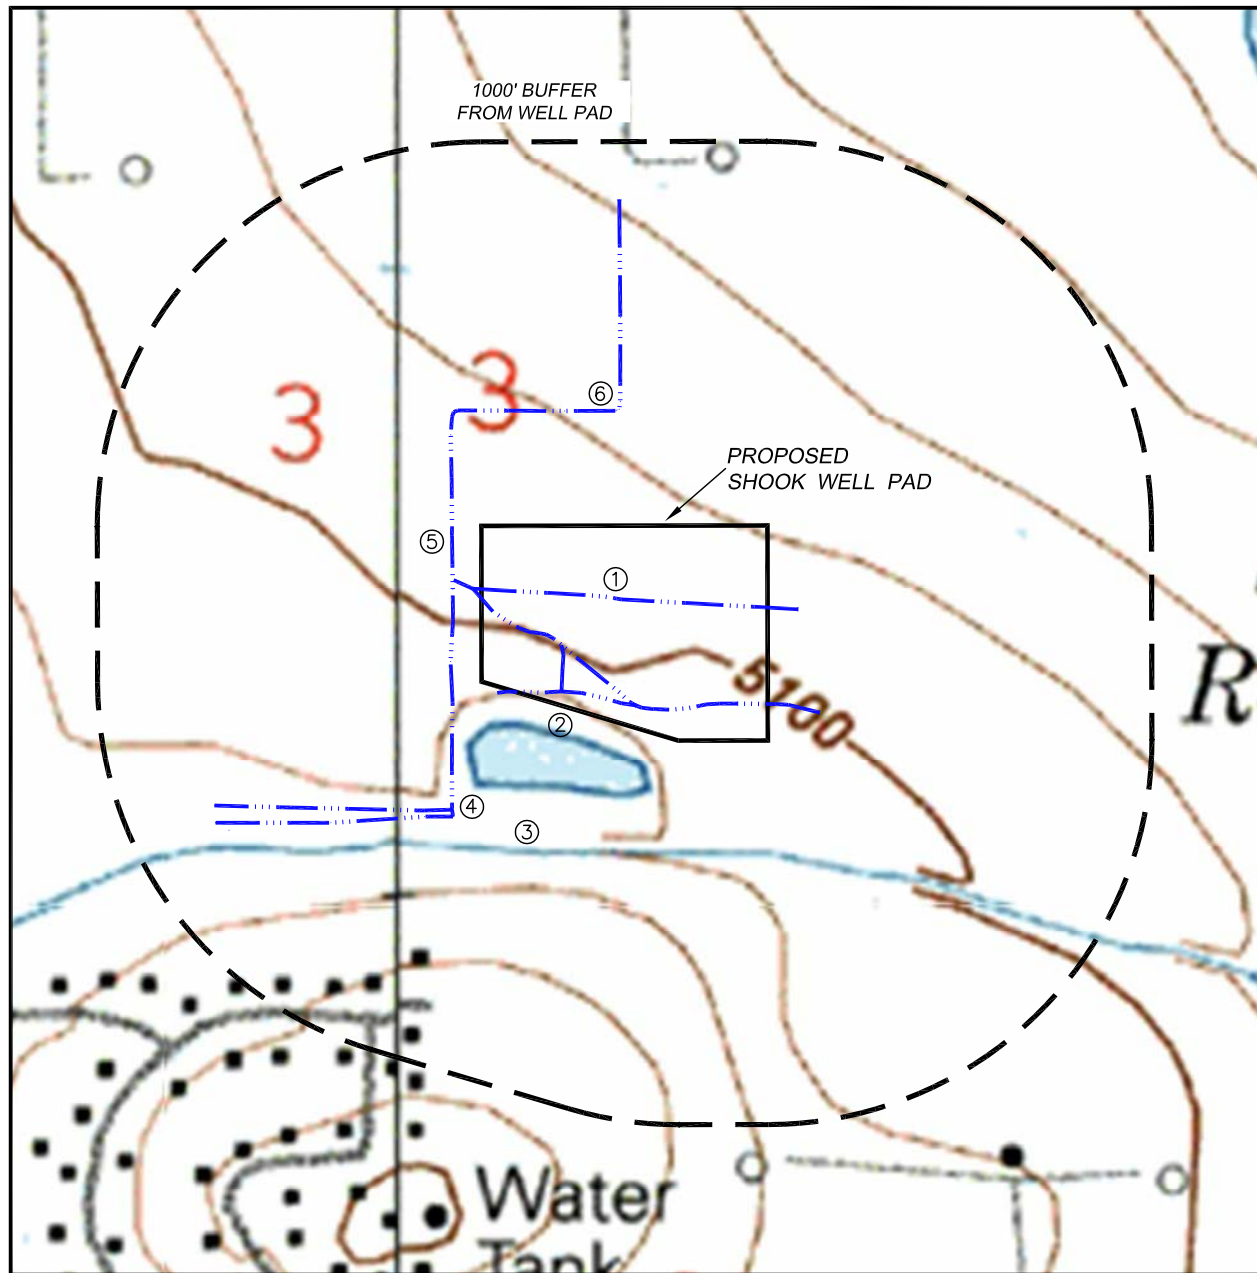 1000' BUFFER
FROM WELL PAD
3
3
⑥
PROPOSED
SHOOK WELL PAD
⑤
①
R
5100
②
④
③
Water
Tank